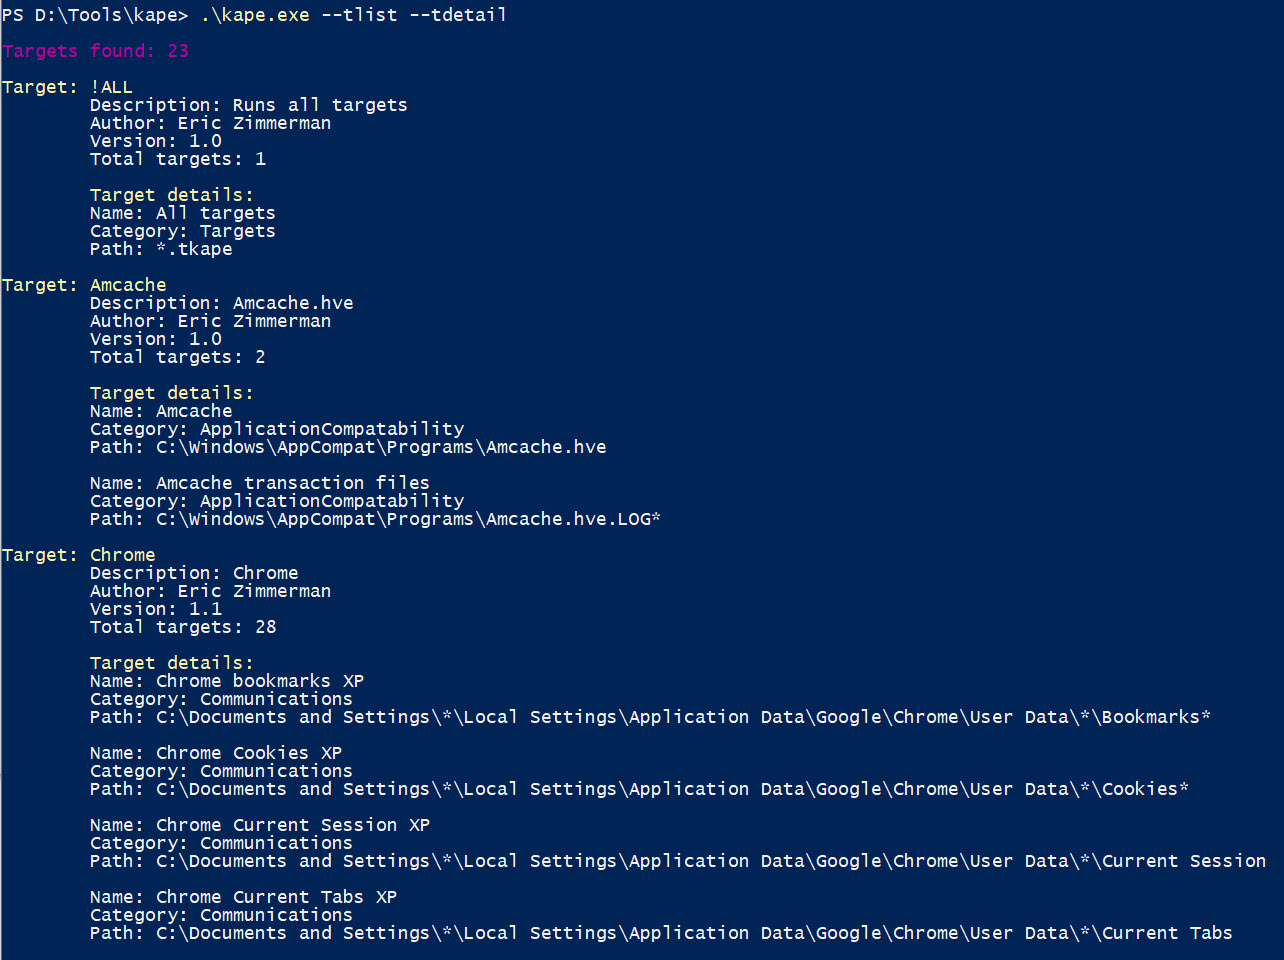 PS D:\Tools\kape> .\kape.exe --tlist --tdetail
Targets found: 23
Target: !ALL
Description: Runs all targets
Author: Eric Zimmerman
Version: 1.0
Total targets: 1
Target details:
Name: All targets
Category: Targets
Path: *.tkape
Target: Amcache
Description: Amcache.hve
Author: Eric Zimmerman
Version: 1.0
Total targets: 2
Target details:
Name: Amcache
Category: ApplicationCompatability
Path: C:\Windows\AppCompat\Programs\Amcache.hve
Name: Amcache transaction files
Category: ApplicationCompatability
Path: C:\Windows\AppCompat\Programs\Amcache.hve.LOG*
Target: Chrome
Description: Chrome
Author: Eric Zimmerman
Version: 1.1
Total targets: 28
Target details:
Name: Chrome bookmarks XP
Category: Communications
Path: C:\Documents and Settings\*\Local Settings\Application Data\Google\Chrome\User Data\*\Bookmarks*
Name: Chrome Cookies XP
Category: Communications
Path: C:\Documents and Settings\*\Local Settings\Application Data\Google\Chrome\User Data\*\Cookies*
Name: Chrome Current Session XP
Category: Communications
Path: C:\Documents and Settings\*\Local Settings\Application Data\Google\Chrome\User Data\*\Current Session
Name: Chrome Current Tabs XP
Category: Communications
Path: C:\Documents and Settings\*\Local Settings\Application Data\Google\Chrome\User Data\*\Current Tabs